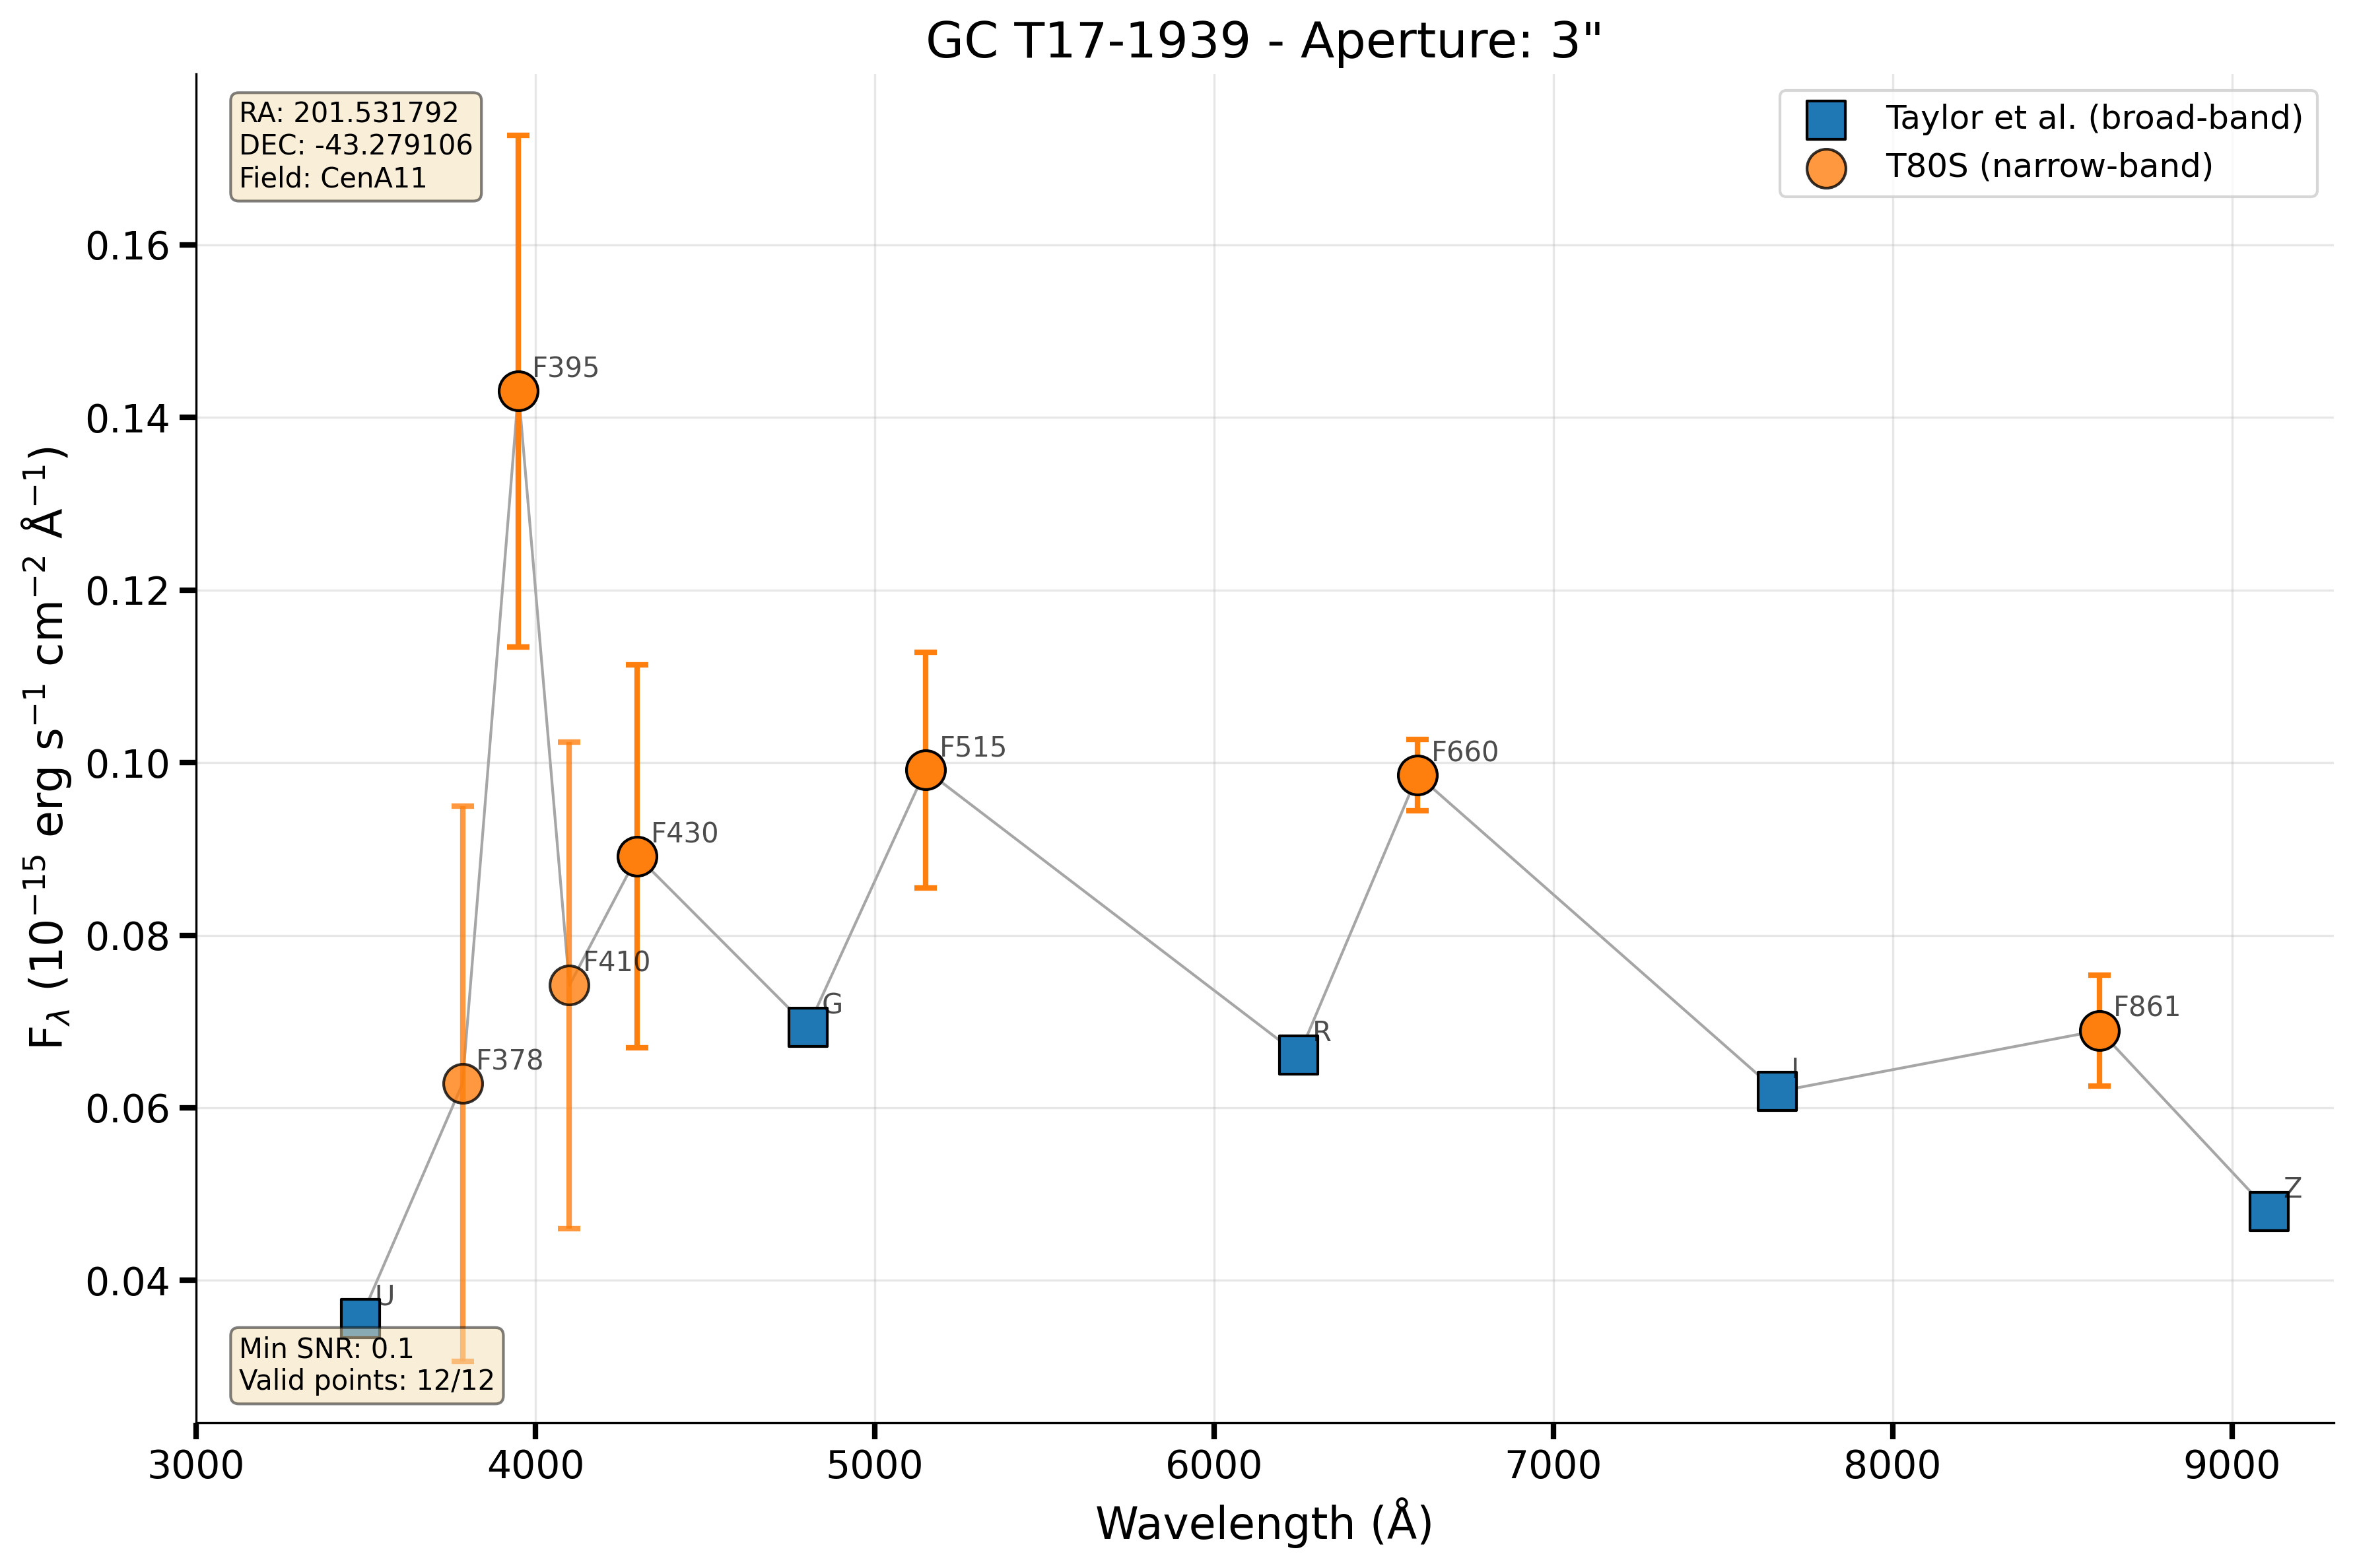 GC T17-1939 - Aperture: 3"
RA: 201.531792
DEC: -43.279106
Field: CenA11
Taylor et al. (broad-band)
T80S (narrow-band)
F395
F515
F660
F430
F410
G
R
F378
I
F861
Z
U
Min SNR: 0.1
Valid points: 12/12
0.16
0.14
0.12
0.10
0.08
0.06
0.04
F$_{λ}$ (10$^{−15}$ erg s$^{−1}$ cm$^{−2}$ Å$^{−1}$)
3000 4000 5000 6000 7000 8000 9000
Wavelength (Å)